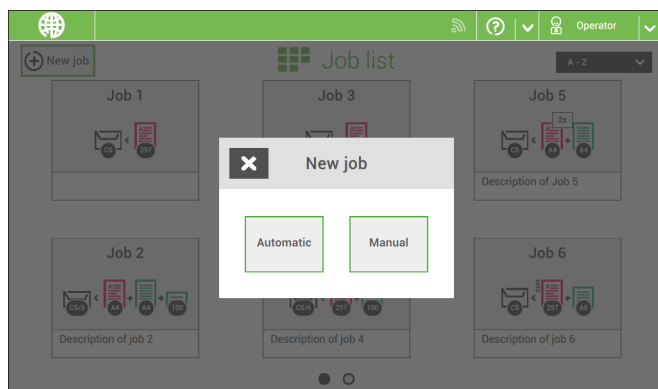 Operator
New job
Job list
A - Z
Job 1
C5
297
Job 3
Job 5
2x
C5
A4
A4
Description of Job 5
New job
Automatic
Manual
Job 2
C5/6
A4
A4
100
Description of job 2
C5/6
297
100
Description of job 4
Job 6
OMR
C5
297
A5
Description of job 6